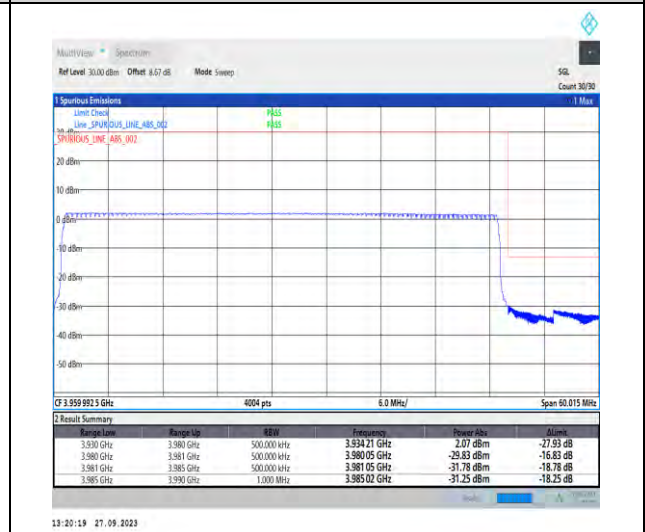 MultiView Spectrum
Ref Level 30.00 dBm Offset 8.67 dB Mode Sweep SGL
Count 30/30
1 Spurious Emissions 1 Max
Limit Check PASS
Line _SPURIOUS_LINE_ABS_002 PASS
30 dBm
_SPURIOUS_LINE_ABS_002
20 dBm
10 dBm
0 dBm
-10 dBm
-20 dBm
-30 dBm
-40 dBm
-50 dBm
CF 3.959 992 5 GHz 4004 pts 6.0 MHz/ Span 60.015 MHz
2 Result Summary
Range Low Range Up RBW Frequency Power Abs ΔLimit
3.930 GHz 3.980 GHz 500.000 kHz 3.934 21 GHz 2.07 dBm -27.93 dB
3.980 GHz 3.981 GHz 500.000 kHz 3.980 05 GHz -29.83 dBm -16.83 dB
3.981 GHz 3.985 GHz 500.000 kHz 3.981 05 GHz -31.78 dBm -18.78 dB
3.985 GHz 3.990 GHz 1.000 MHz 3.985 02 GHz -31.25 dBm -18.25 dB
13:20:19 27.09.2023